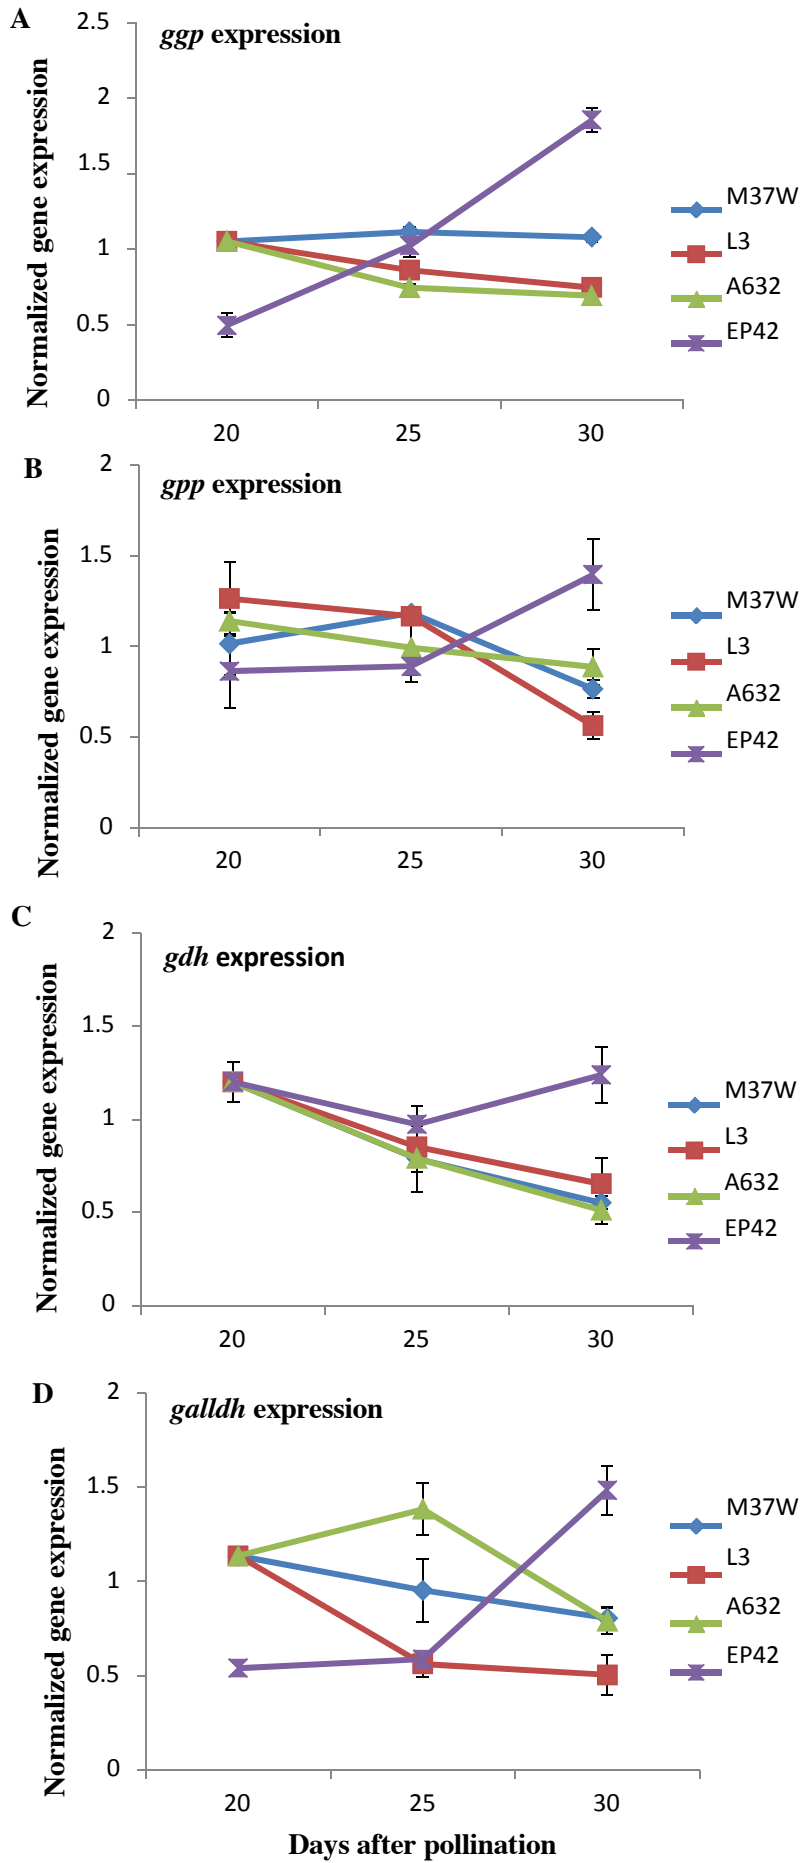 A
ggp expression
Normalized gene expression
2.5
2
1.5
1
0.5
0
20 25 30
M37W
L3
A632
EP42
B
gpp expression
Normalized gene expression
2
1.5
1
0.5
0
20 25 30
M37W
L3
A632
EP42
C
gdh expression
Normalized gene expression
2
1.5
1
0.5
0
20 25 30
M37W
L3
A632
EP42
D
galldh expression
Normalized gene expression
2
1.5
1
0.5
0
20 25 30
M37W
L3
A632
EP42
Days after pollination